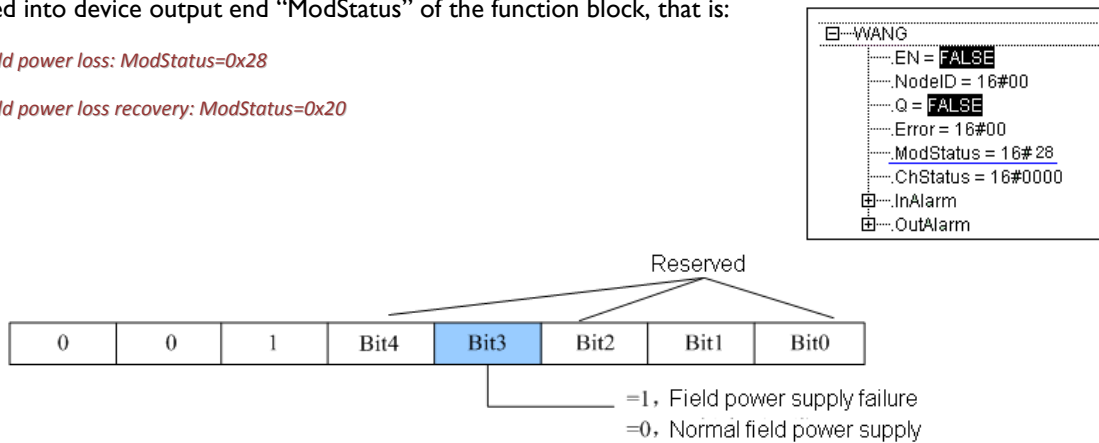 into device output end “ModStatus” of the function block, that is:
power loss: ModStatus=0x28
power loss recovery: ModStatus=0x20
WANG
.EN = FALSE
.NodeID = 16#00
.Q = FALSE
.Error = 16#00
.ModStatus = 16#28
.ChStatus = 16#0000
.InAlarm
.OutAlarm
Reserved
0 0 1 Bit4 Bit3 Bit2 Bit1 Bit0
=1, Field power supply failure
=0, Normal field power supply